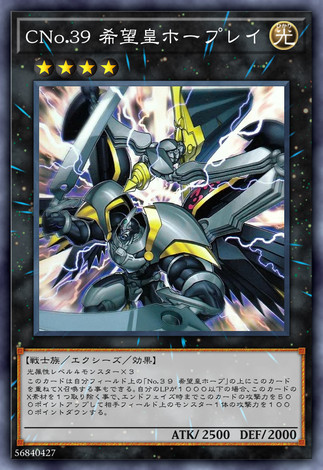 CNo.39 希望皇ホープレイ
光
【戦士族／エクシーズ／効果】
光属性レベル4モンスター×3
このカードは自分フィールド上の「No.39 希望皇ホープ」の上にこのカード
を重ねてX召喚する事もできる。自分のLPが1000以下の場合、このカードの
X素材を1つ取り除く事で、エンドフェイズ時までこのカードの攻撃力を50
0ポイントアップして相手フィールド上のモンスター1体の攻撃力を100
0ポイントダウンする。
ATK/ 2500 DEF/2000
56840427